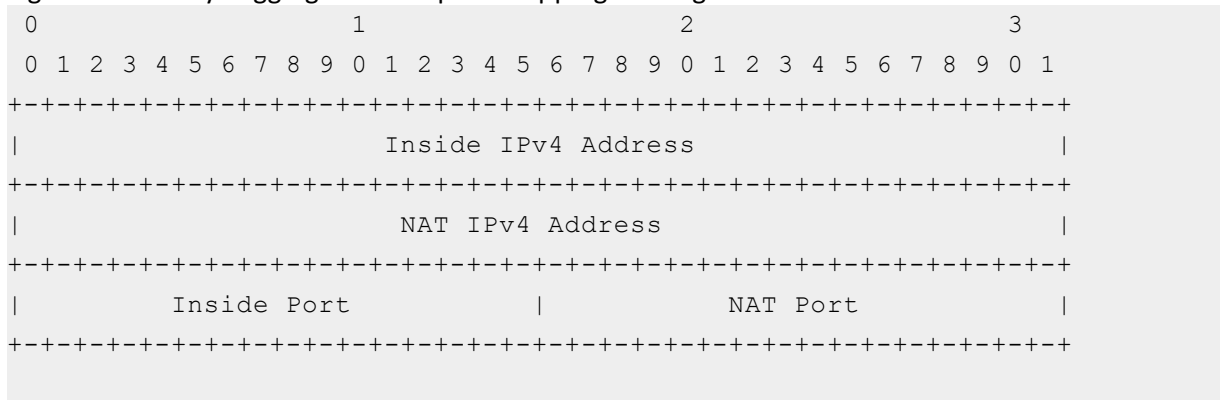 0                   1                   2                   3
0 1 2 3 4 5 6 7 8 9 0 1 2 3 4 5 6 7 8 9 0 1 2 3 4 5 6 7 8 9 0 1
+-+-+-+-+-+-+-+-+-+-+-+-+-+-+-+-+-+-+-+-+-+-+-+-+-+-+-+-+-+-+-+-+
| Inside IPv4 Address |
+-+-+-+-+-+-+-+-+-+-+-+-+-+-+-+-+-+-+-+-+-+-+-+-+-+-+-+-+-+-+-+-+
| NAT IPv4 Address |
+-+-+-+-+-+-+-+-+-+-+-+-+-+-+-+-+-+-+-+-+-+-+-+-+-+-+-+-+-+-+-+-+
| Inside Port | NAT Port |
+-+-+-+-+-+-+-+-+-+-+-+-+-+-+-+-+-+-+-+-+-+-+-+-+-+-+-+-+-+-+-+-+